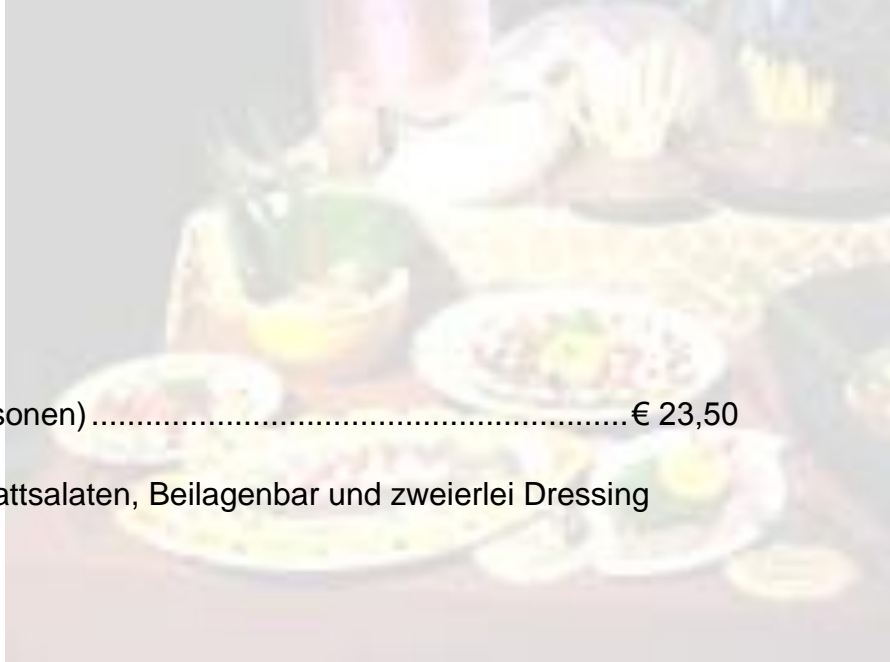 sonen)............................................................€ 23,50
attsalaten, Beilagenbar und zweierlei Dressing